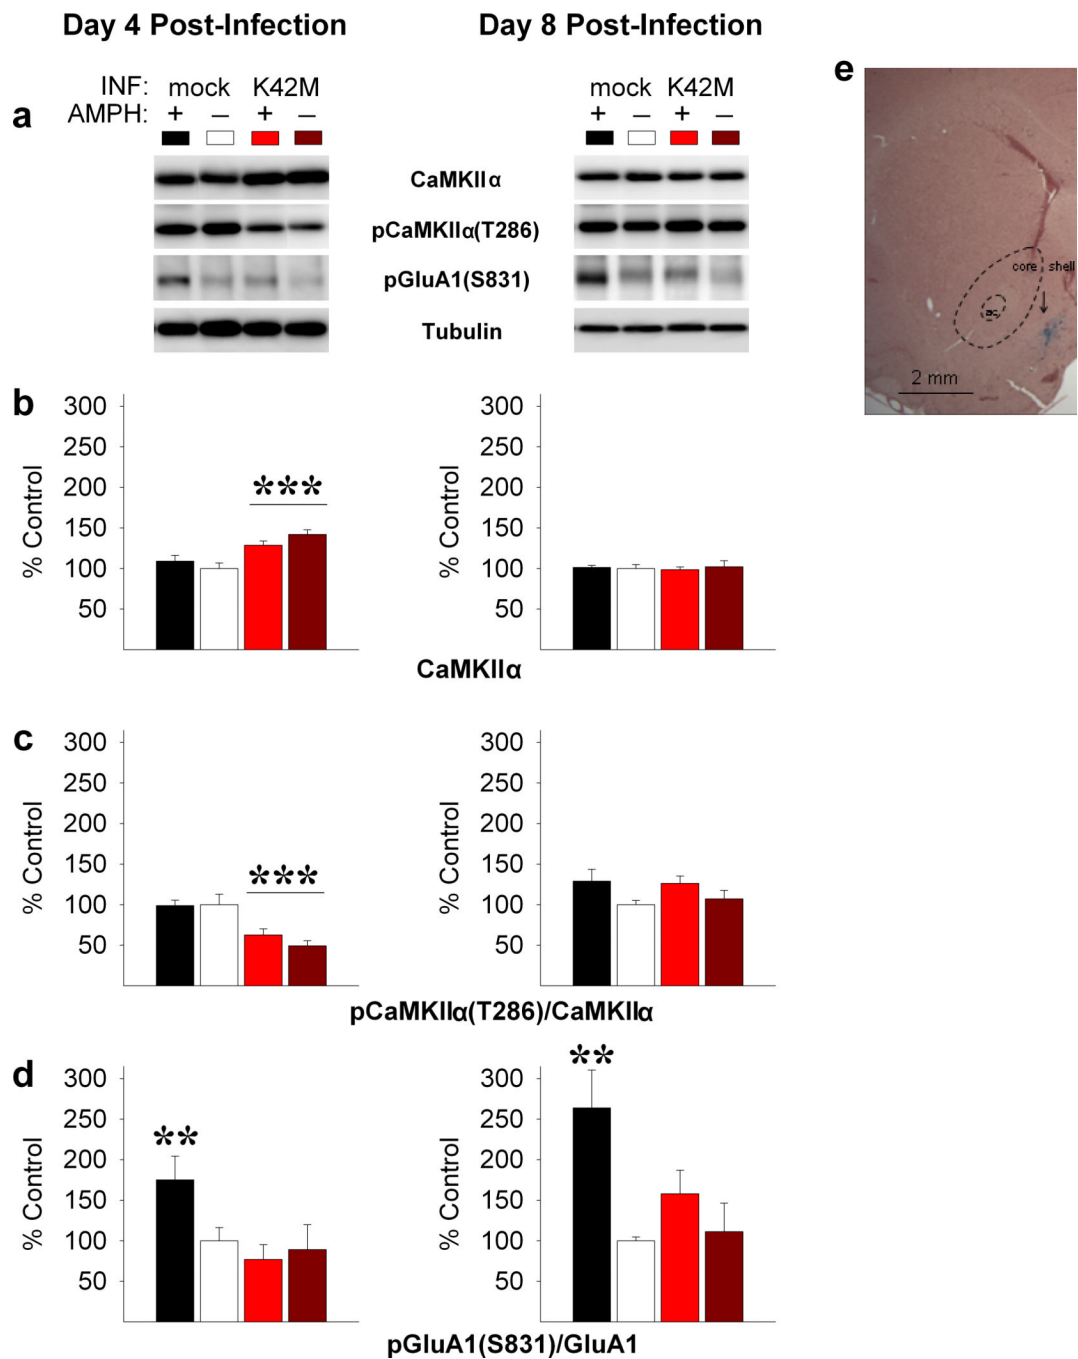 Day 4 Post-Infection
Day 8 Post-Infection
a
INF: mock K42M
AMPH: + – + –
mock K42M
+ – + –
CaMKIIα
pCaMKIIα(T286)
pGluA1(S831)
Tubulin
e
core shell
ac
2 mm
b
% Control
300
250
200
150
100
50
***
% Control
300
250
200
150
100
50
CaMKIIα
c
% Control
300
250
200
150
100
50
***
% Control
300
250
200
150
100
50
pCaMKIIα(T286)/CaMKIIα
d
% Control
300
250
200
150
100
50
**
% Control
300
250
200
150
100
50
**
pGluA1(S831)/GluA1